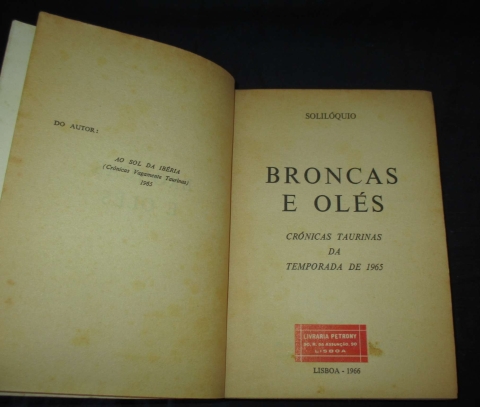 DO AUTOR:
AO SOL DA IBÉRIA
(Crónicas Vagamente Taurinas)
1965
SOLILÓQUIO
BRONCAS
E OLÉS
CRÓNICAS TAURINAS
DA
TEMPORADA DE 1965
LIVRARIA PETRONY
LISBOA
LISBOA - 1966